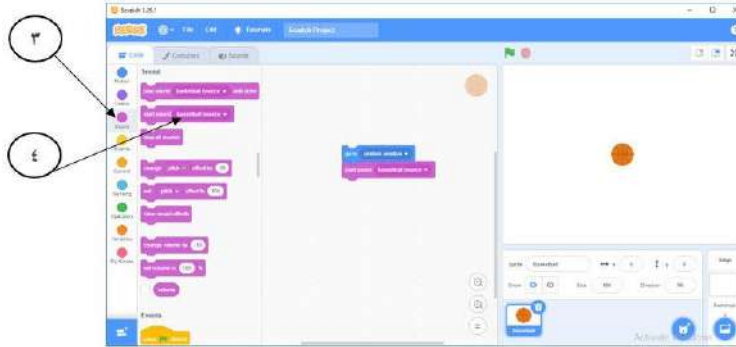 Scratch 1.26.1
File Edit Tutorials Scratch Project
Code Costumes Sounds
Motion
Looks
Sound
Events
Control
Sensing
Operators
Variables
My Blocks
Sound
play sound basketball bounce until done
start sound basketball bounce
stop all sounds
change pitch effect by 10
set pitch effect to 100
clear sound effects
change volume by -10
set volume to 100 %
volume
Events
go to random position
start sound basketball bounce
Sprite Basketball x y
Show Size 100 Direction 90
Basketball
Stage
٣
٤